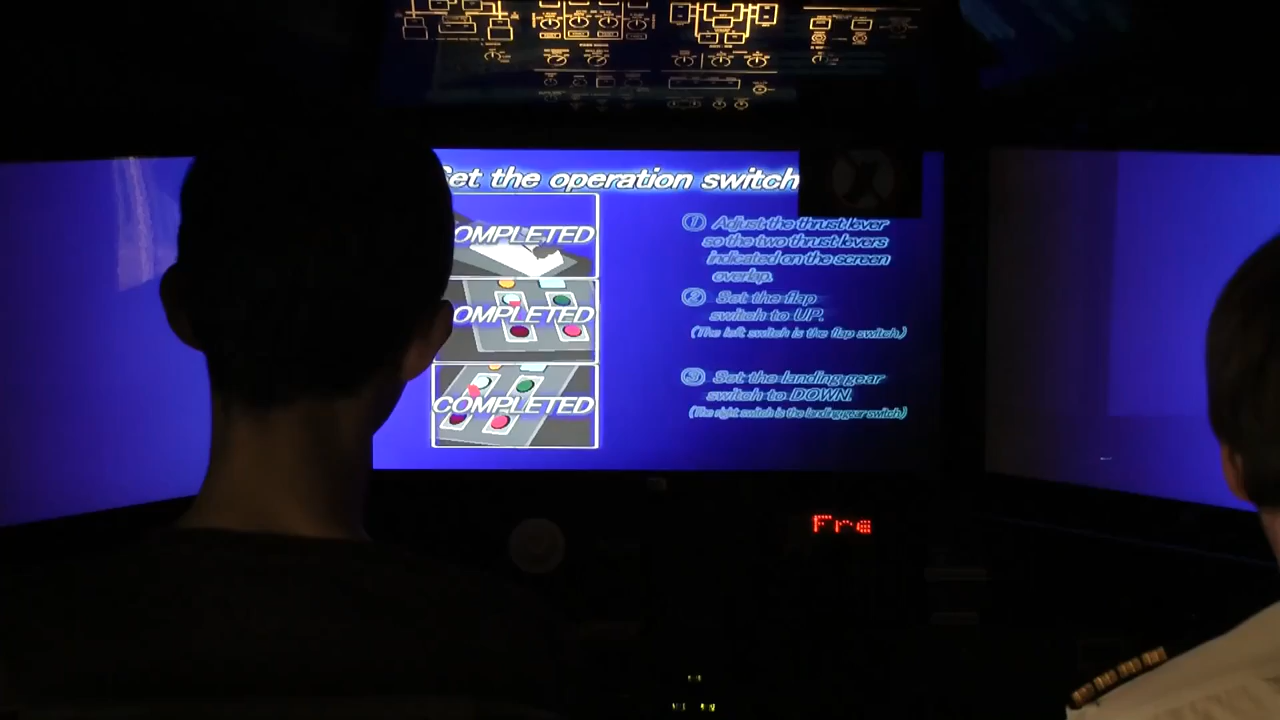 Set the operation switch
COMPLETED
COMPLETED
COMPLETED
① Adjust the thrust lever
so the two thrust levers
indicated on the screen
overlap.
② Set the flap
switch to UP.
(The left switch is the flap switch)
③ Set the landing gear
switch to DOWN.
(The right switch is the landing gear switch)
Fre